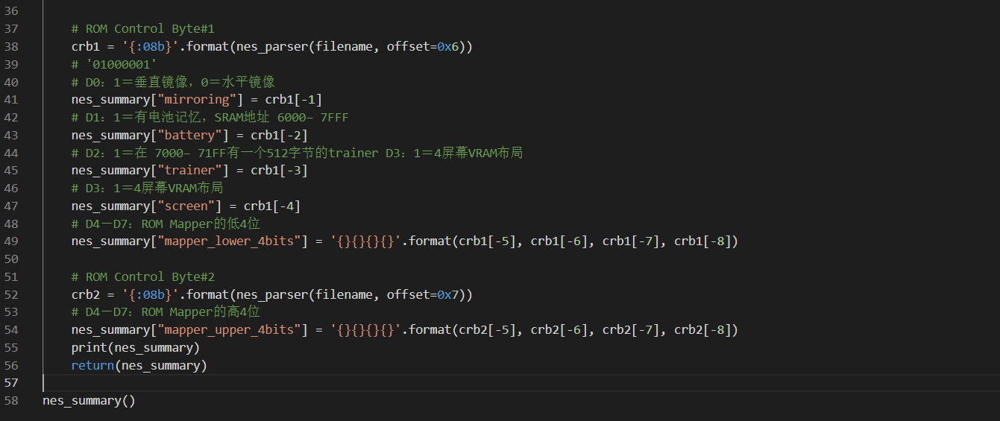 36
37 # ROM Control Byte#1
38 crb1 = '{:08b}'.format(nes_parser(filename, offset=0x6))
39 # '01000001'
40 # D0：1＝垂直镜像，0＝水平镜像
41 nes_summary["mirroring"] = crb1[-1]
42 # D1：1＝有电池记忆，SRAM地址 6000– 7FFF
43 nes_summary["battery"] = crb1[-2]
44 # D2：1＝在 7000– 71FF有一个512字节的trainer D3：1＝4屏幕VRAM布局
45 nes_summary["trainer"] = crb1[-3]
46 # D3：1＝4屏幕VRAM布局
47 nes_summary["screen"] = crb1[-4]
48 # D4－D7：ROM Mapper的低4位
49 nes_summary["mapper_lower_4bits"] = '{}{}{}{}'.format(crb1[-5], crb1[-6], crb1[-7], crb1[-8])
50
51 # ROM Control Byte#2
52 crb2 = '{:08b}'.format(nes_parser(filename, offset=0x7))
53 # D4－D7：ROM Mapper的高4位
54 nes_summary["mapper_upper_4bits"] = '{}{}{}{}'.format(crb2[-5], crb2[-6], crb2[-7], crb2[-8])
55 print(nes_summary)
56 return(nes_summary)
57
58 nes_summary()